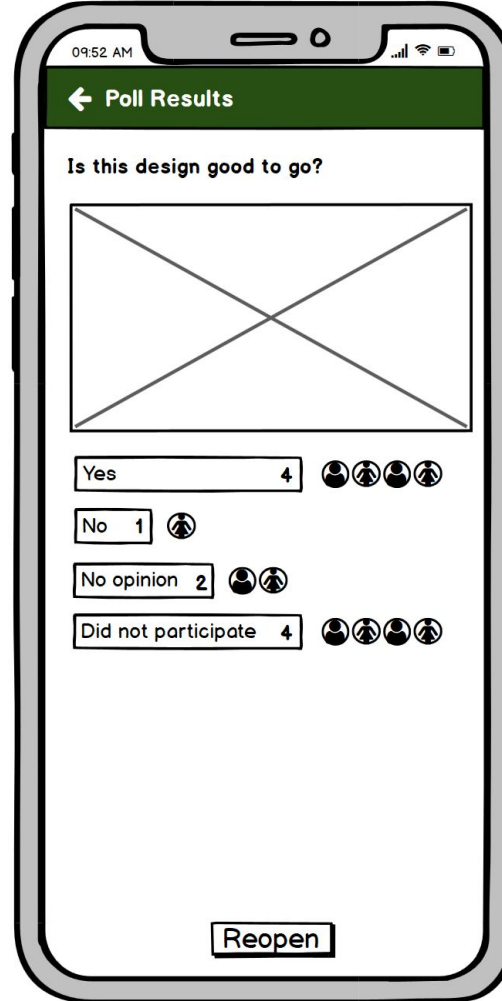 09:52 AM
Poll Results
Is this design good to go?
Yes 4
No 1
No opinion 2
Did not participate 4
Reopen